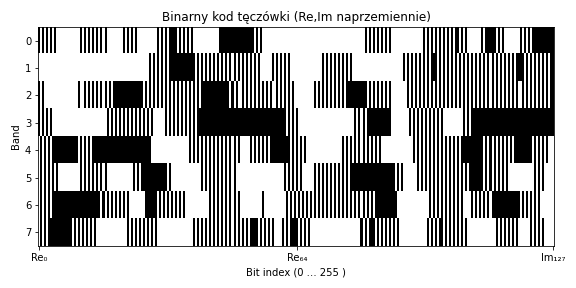 Binarny kod tęczówki (Re,Im naprzemiennie)
Band
0
1
2
3
4
5
6
7
Re₀
Re₆₄
Im₁₂₇
Bit index (0 … 255 )